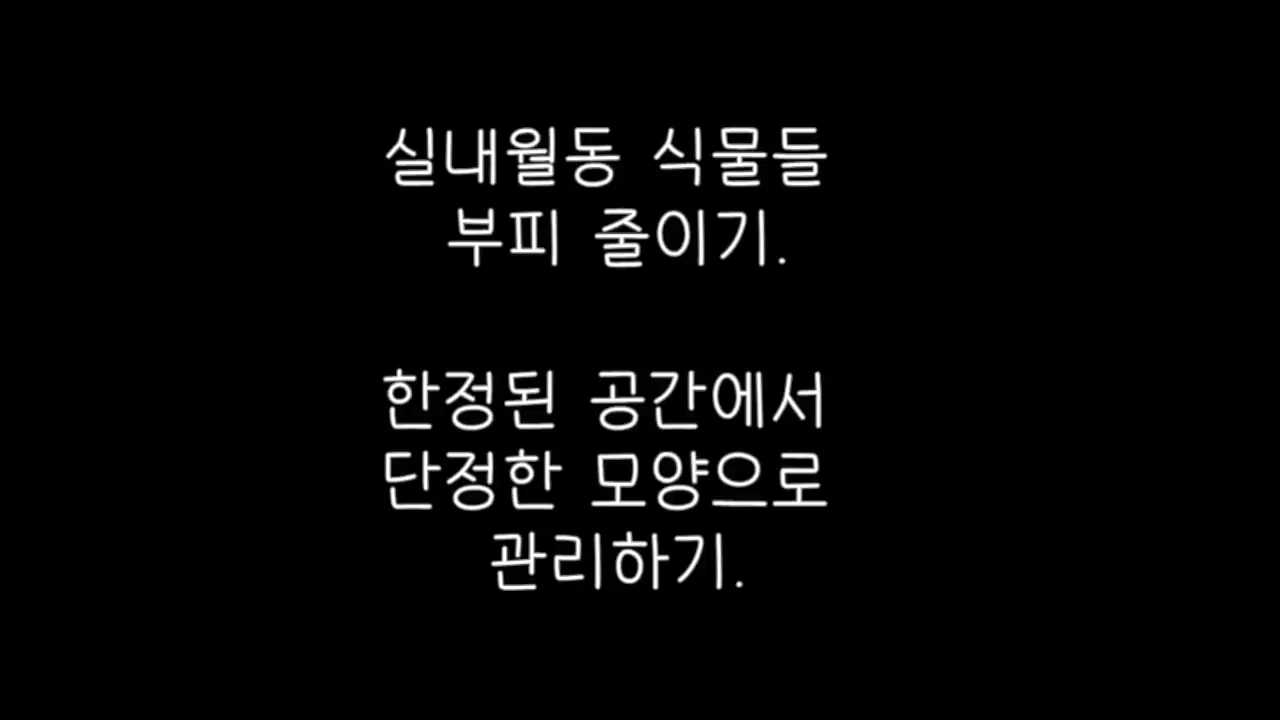 실내월동 식물들
부피 줄이기.
한정된 공간에서
단정한 모양으로
관리하기.